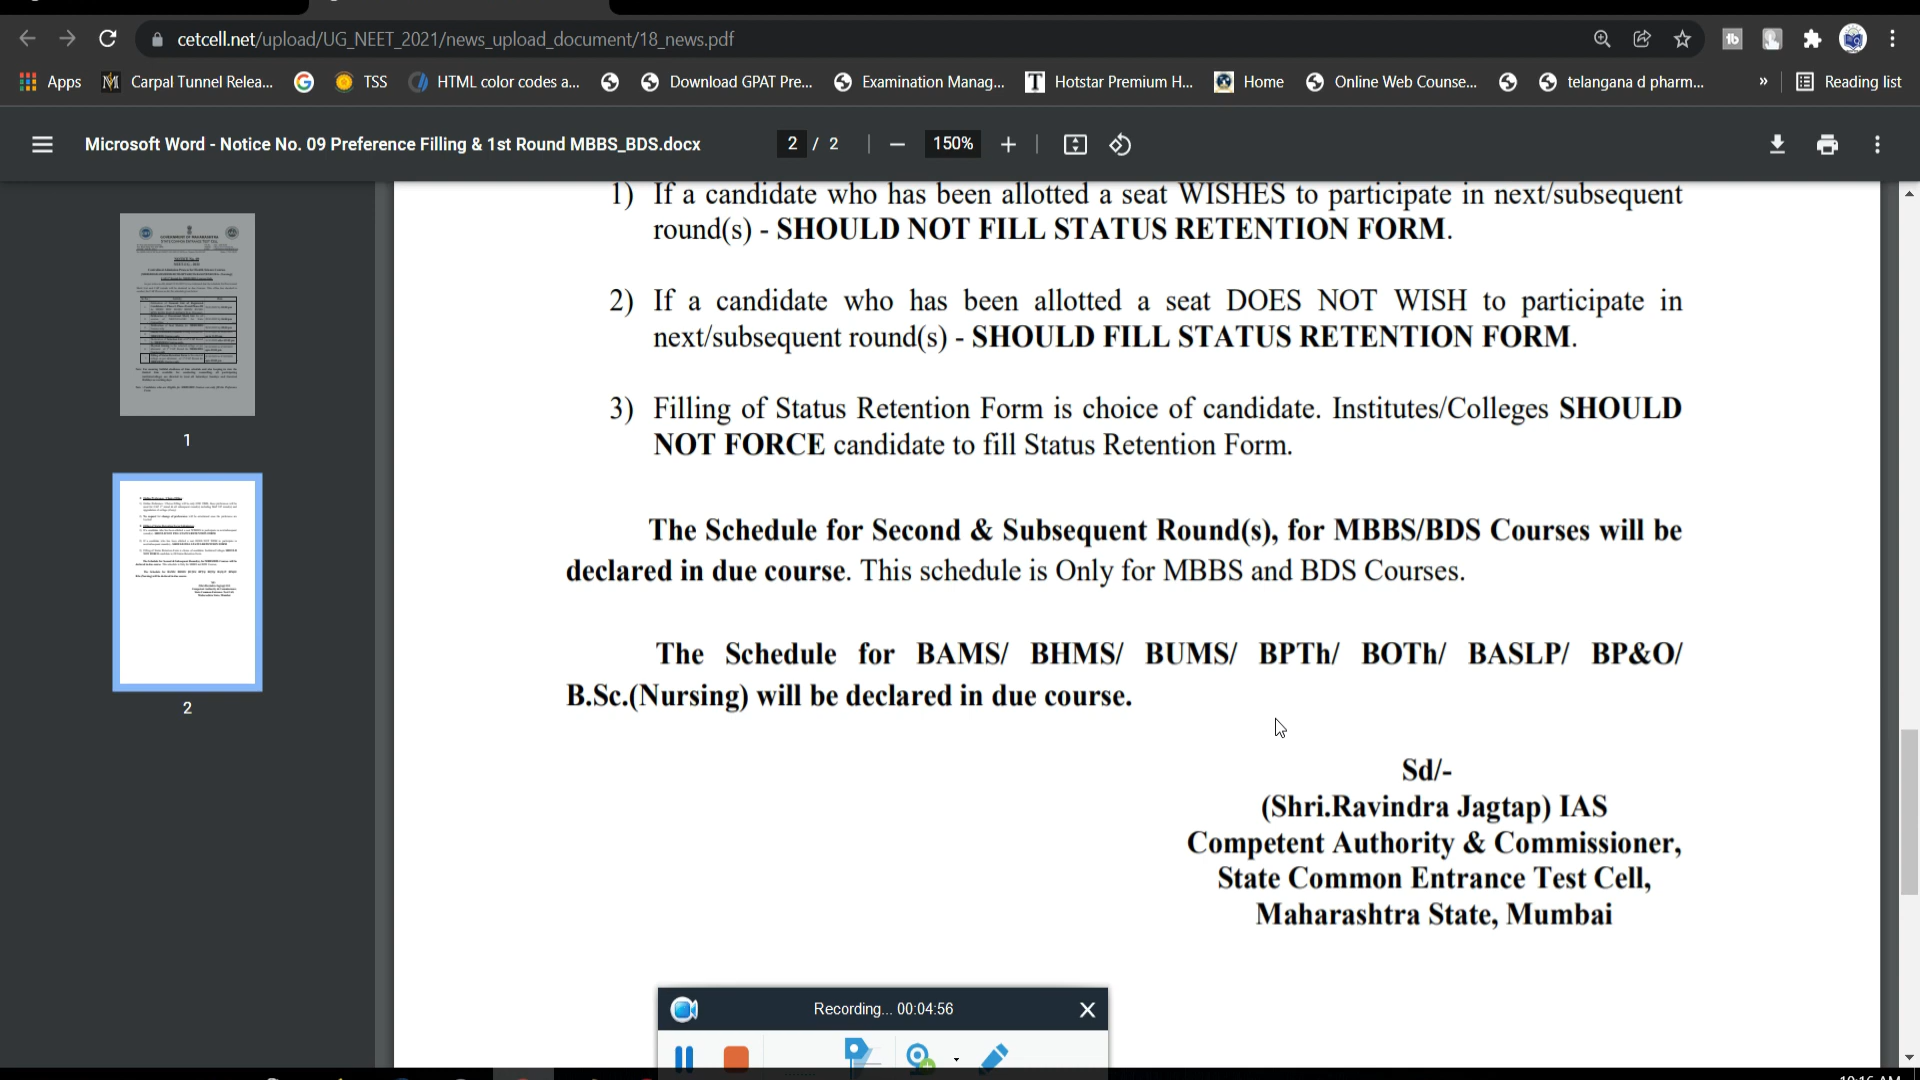 cetcell.net/upload/UG_NEET_2021/news_upload_document/18_news.pdf
Apps
Carpal Tunnel Relea...
TSS
HTML color codes a...
Download GPAT Pre...
Examination Manag...
T
Hotstar Premium H...
Home
Online Web Counse...
telangana d pharm...
»
Reading list
Microsoft Word - Notice No. 09 Preference Filling & 1st Round MBBS_BDS.docx
2 / 2
150%
1
2
1) If a candidate who has been allotted a seat WISHES to participate in next/subsequent
round(s) - SHOULD NOT FILL STATUS RETENTION FORM.
2) If a candidate who has been allotted a seat DOES NOT WISH to participate in
next/subsequent round(s) - SHOULD FILL STATUS RETENTION FORM.
3) Filling of Status Retention Form is choice of candidate. Institutes/Colleges SHOULD
NOT FORCE candidate to fill Status Retention Form.
The Schedule for Second & Subsequent Round(s), for MBBS/BDS Courses will be
declared in due course. This schedule is Only for MBBS and BDS Courses.
The Schedule for BAMS/ BHMS/ BUMS/ BPTh/ BOTh/ BASLP/ BP&O/
B.Sc.(Nursing) will be declared in due course.
Sd/-
(Shri.Ravindra Jagtap) IAS
Competent Authority & Commissioner,
State Common Entrance Test Cell,
Maharashtra State, Mumbai
Recording... 00:04:56